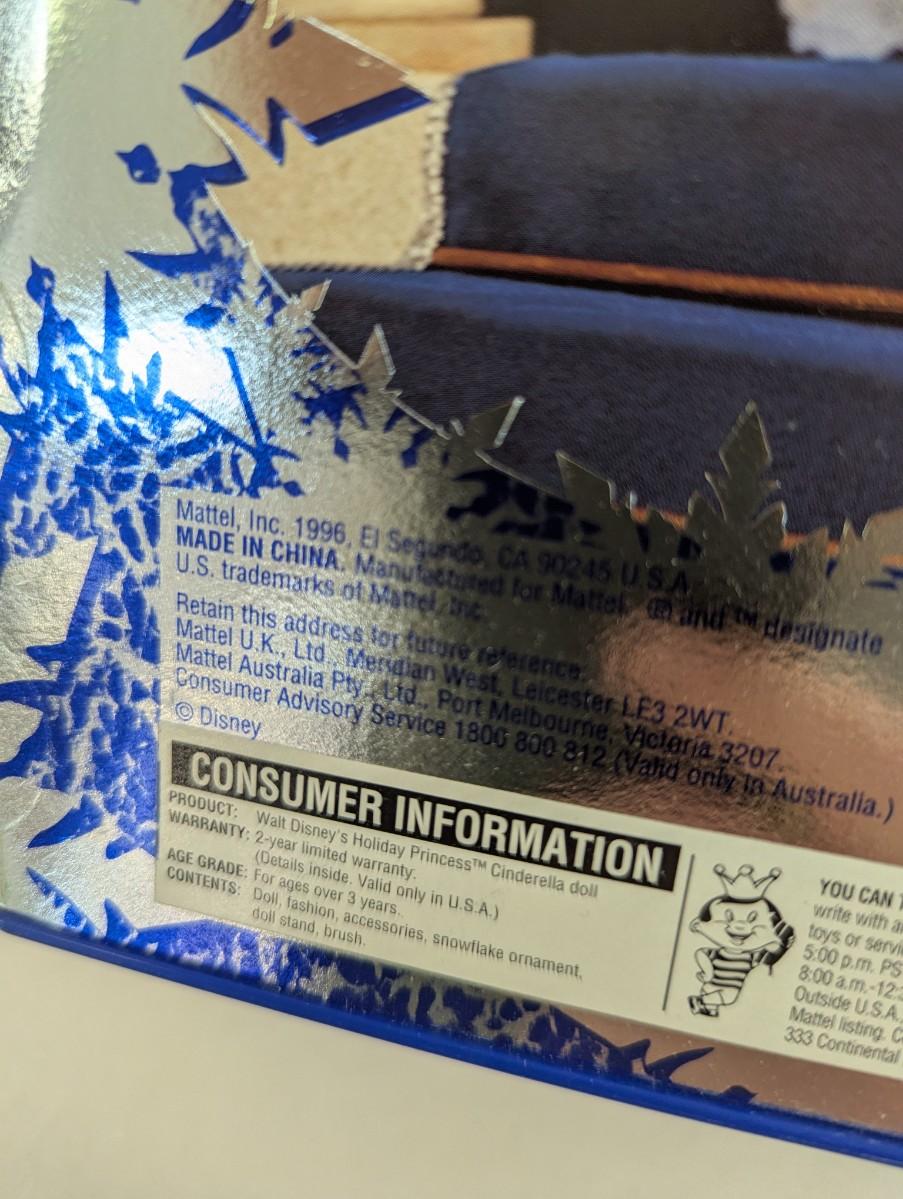 Mattel, Inc. 1996, El Segundo, CA 90245 U.S.A.
MADE IN CHINA. Manufactured for Mattel. ® and ™ designate
U.S. trademarks of Mattel, Inc.
Retain this address for future reference.
Mattel U.K., Ltd., Meridian West, Leicester LE3 2WT.
Mattel Australia Pty., Ltd., Port Melbourne, Victoria 3207
Consumer Advisory Service 1800 800 812 (Valid only in Australia.)
© Disney
CONSUMER INFORMATION
PRODUCT: Walt Disney's Holiday Princess™ Cinderella doll
WARRANTY: 2-year limited warranty.
(Details inside. Valid only in U.S.A.)
AGE GRADE: For ages over 3 years.
CONTENTS: Doll, fashion, accessories, snowflake ornament,
doll stand, brush.
YOU CAN
write with
toys or
5:00 p.m.
8:00 a.m.-
Outside U.S.A.,
Mattel listing.
333 Continental